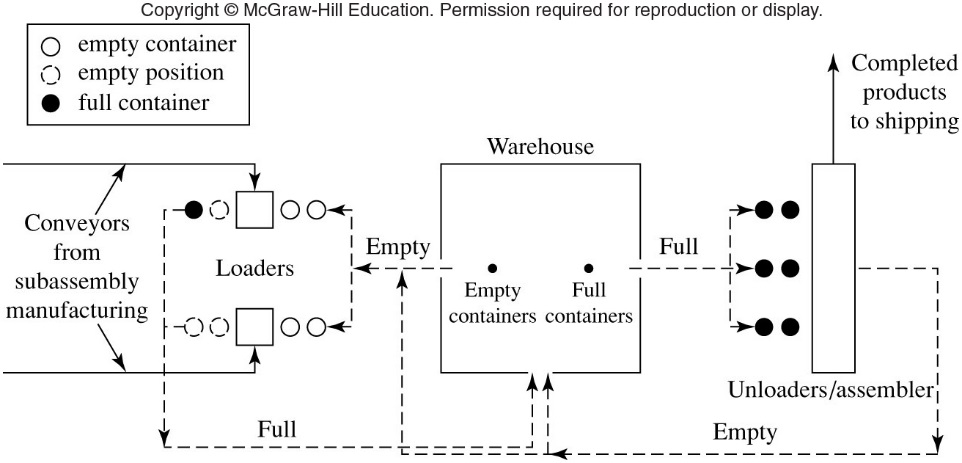 Copyright © McGraw-Hill Education. Permission required for reproduction or display.
empty container
empty position
full container
Completed
products
to shipping
Warehouse
Conveyors
from
subassembly
manufacturing
Loaders
Empty
Empty
containers
Full
containers
Full
Unloaders/assembler
Full
Empty